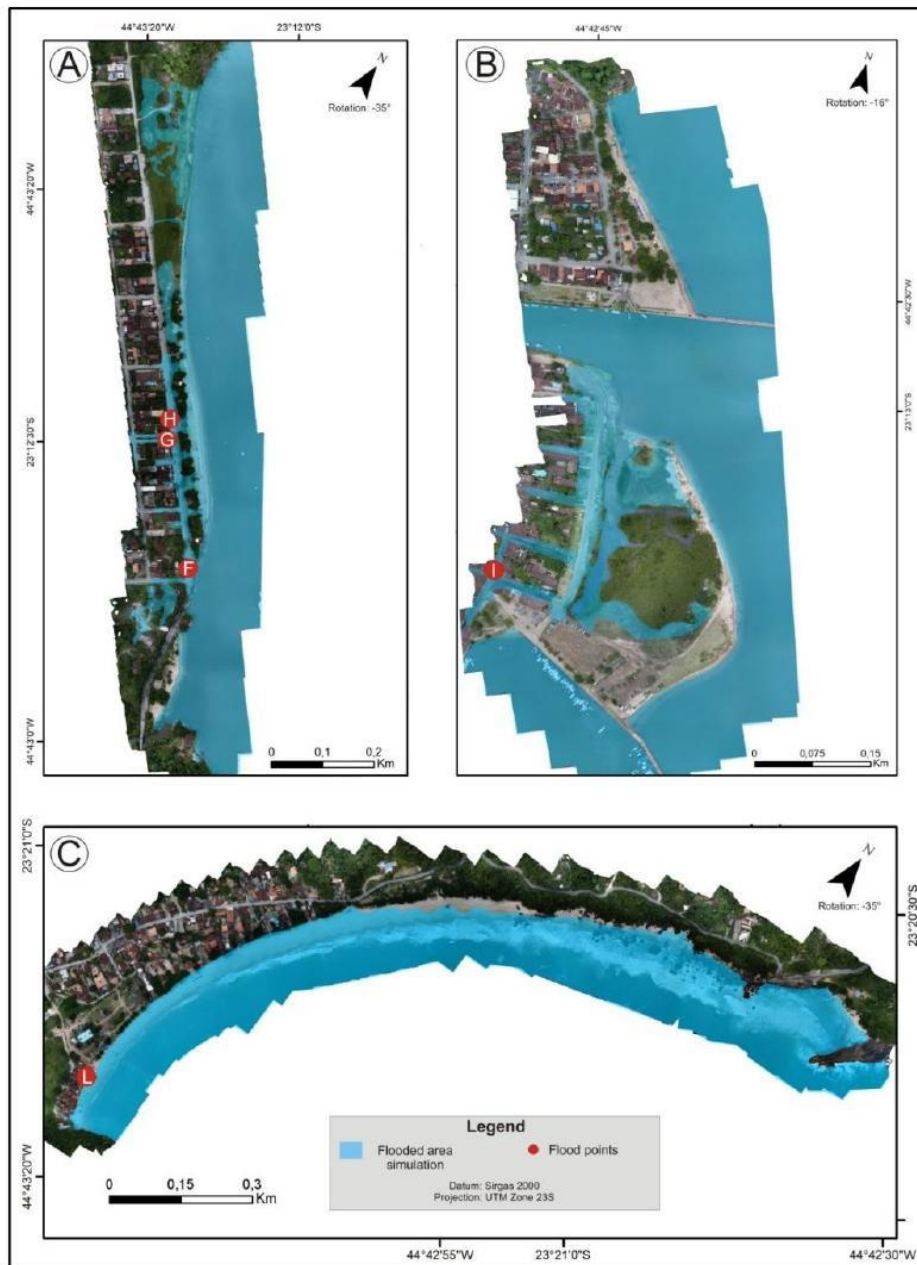 44°43'20"W
23°12'0"S
A
N
Rotation: -35°
44°43'20"W
H
G
23°12'30"S
F
44°43'0"W
0
0,1
0,2
Km
44°42'45"W
B
N
Rotation: -16°
44°42'30"W
23°13'0"S
I
0
0,075
0,15
Km
23°21'0"S
C
N
Rotation: -35°
23°20'30"S
L
44°43'20"W
0
0,15
0,3
Km
Legend
Flooded area
simulation
Flood points
Datum: Sirgas 2000
Projection: UTM Zone 23S
44°42'55"W
23°21'0"S
44°42'30"W